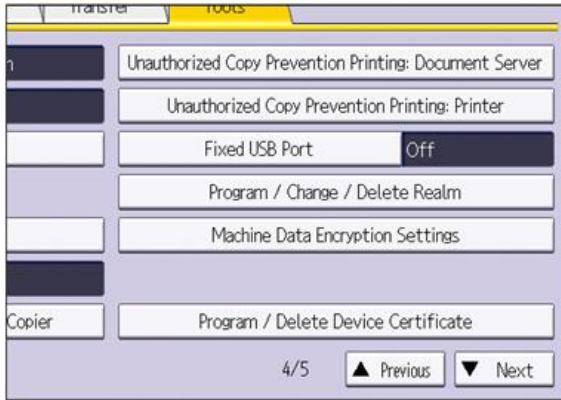 Transfer
Tools
Unauthorized Copy Prevention Printing: Document Server
Unauthorized Copy Prevention Printing: Printer
Fixed USB Port
Off
Program / Change / Delete Realm
Machine Data Encryption Settings
Copier
Program / Delete Device Certificate
4/5
▲ Previous
▼ Next